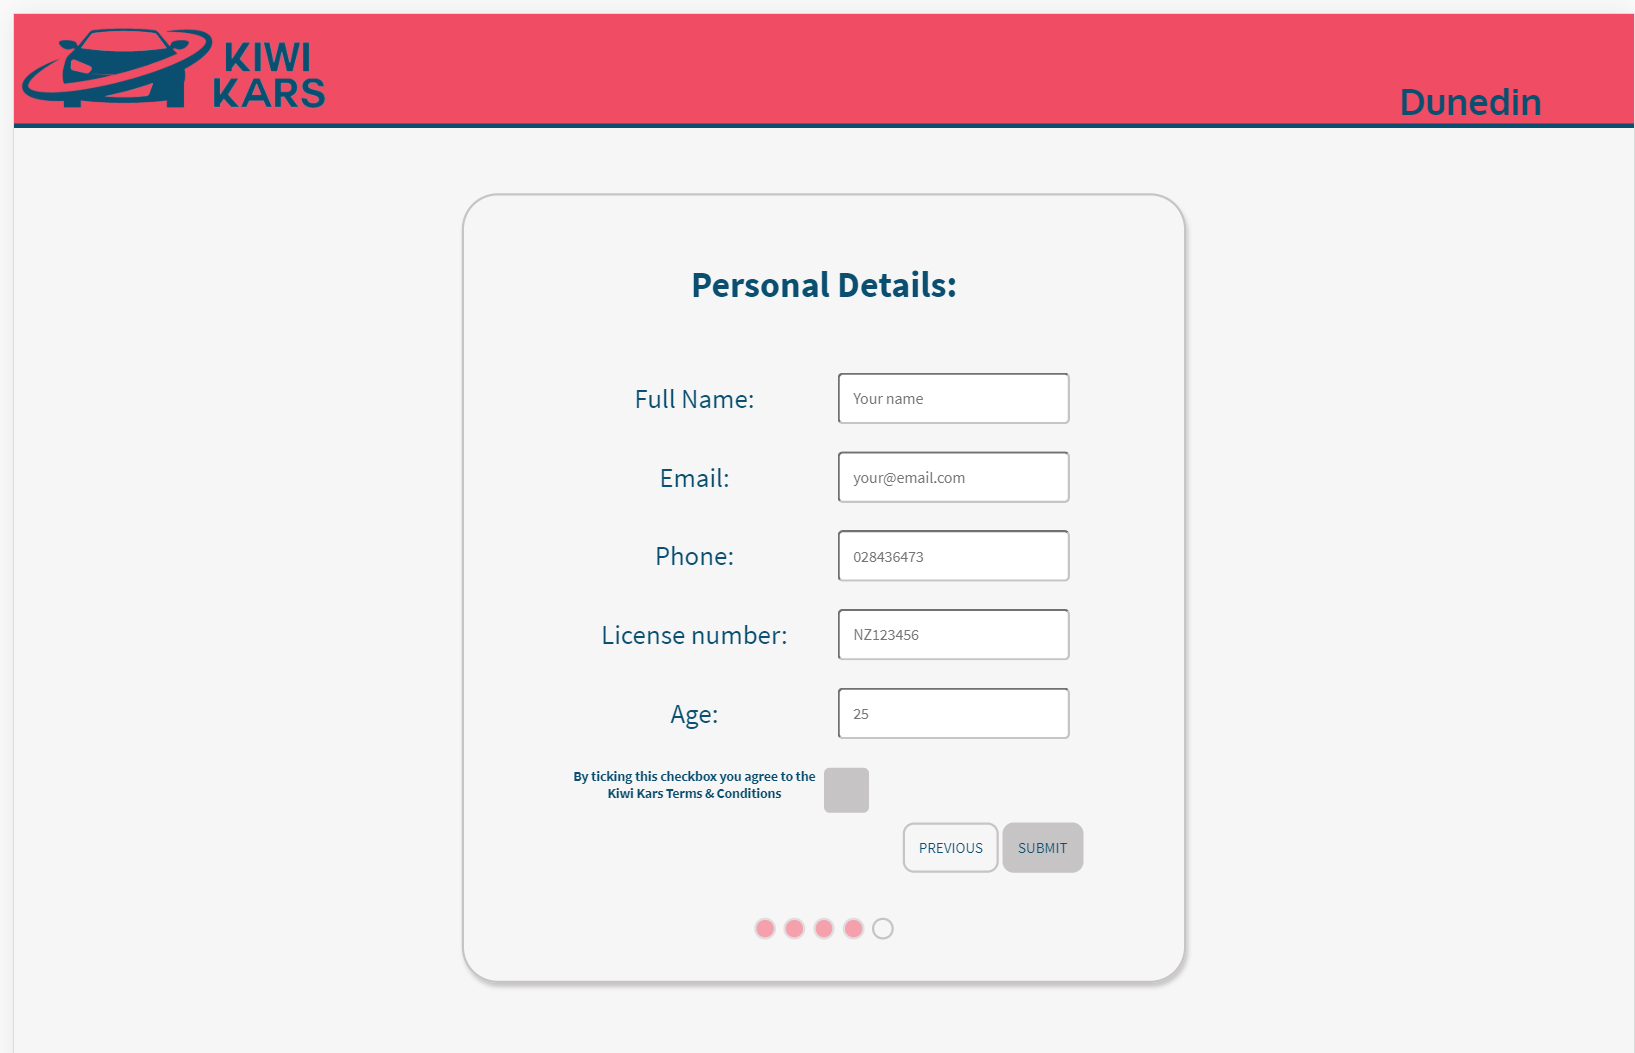 KIWI
KARS
Dunedin
Personal Details:
Full Name:
Your name
Email:
your@email.com
Phone:
028436473
License number:
NZ123456
Age:
25
By ticking this checkbox you agree to the
Kiwi Kars Terms & Conditions
PREVIOUS
SUBMIT